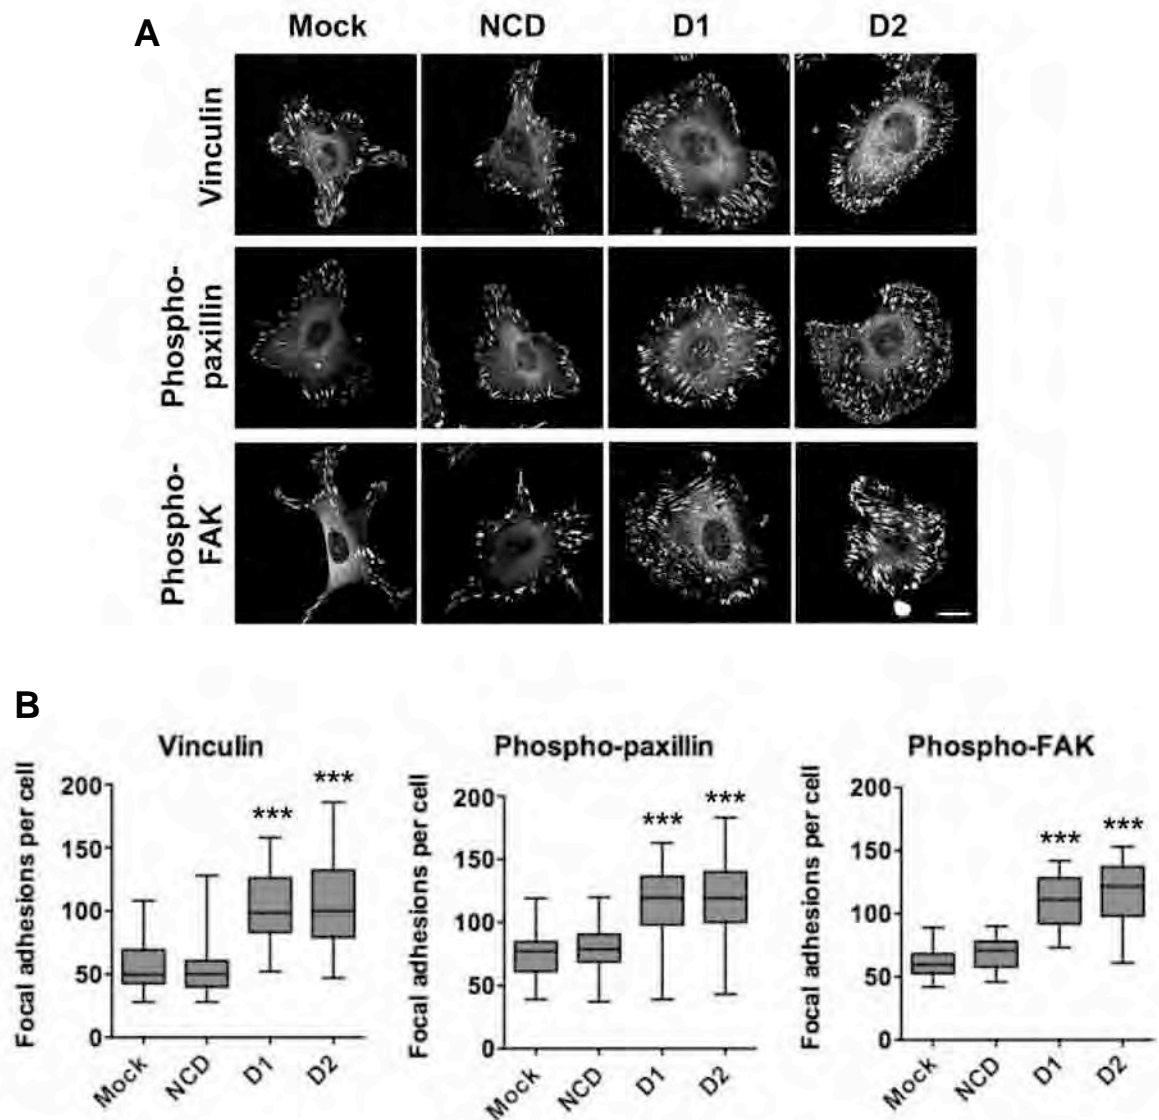 A
Mock NCD D1 D2
Vinculin
Phospho-
paxillin
Phospho-
FAK
B
Vinculin
Focal adhesions per cell
200
150
100
50
0
***
***
Mock NCD D1 D2
Phospho-paxillin
Focal adhesions per cell
200
150
100
50
0
***
***
Mock NCD D1 D2
Phospho-FAK
Focal adhesions per cell
200
150
100
50
0
***
***
Mock NCD D1 D2